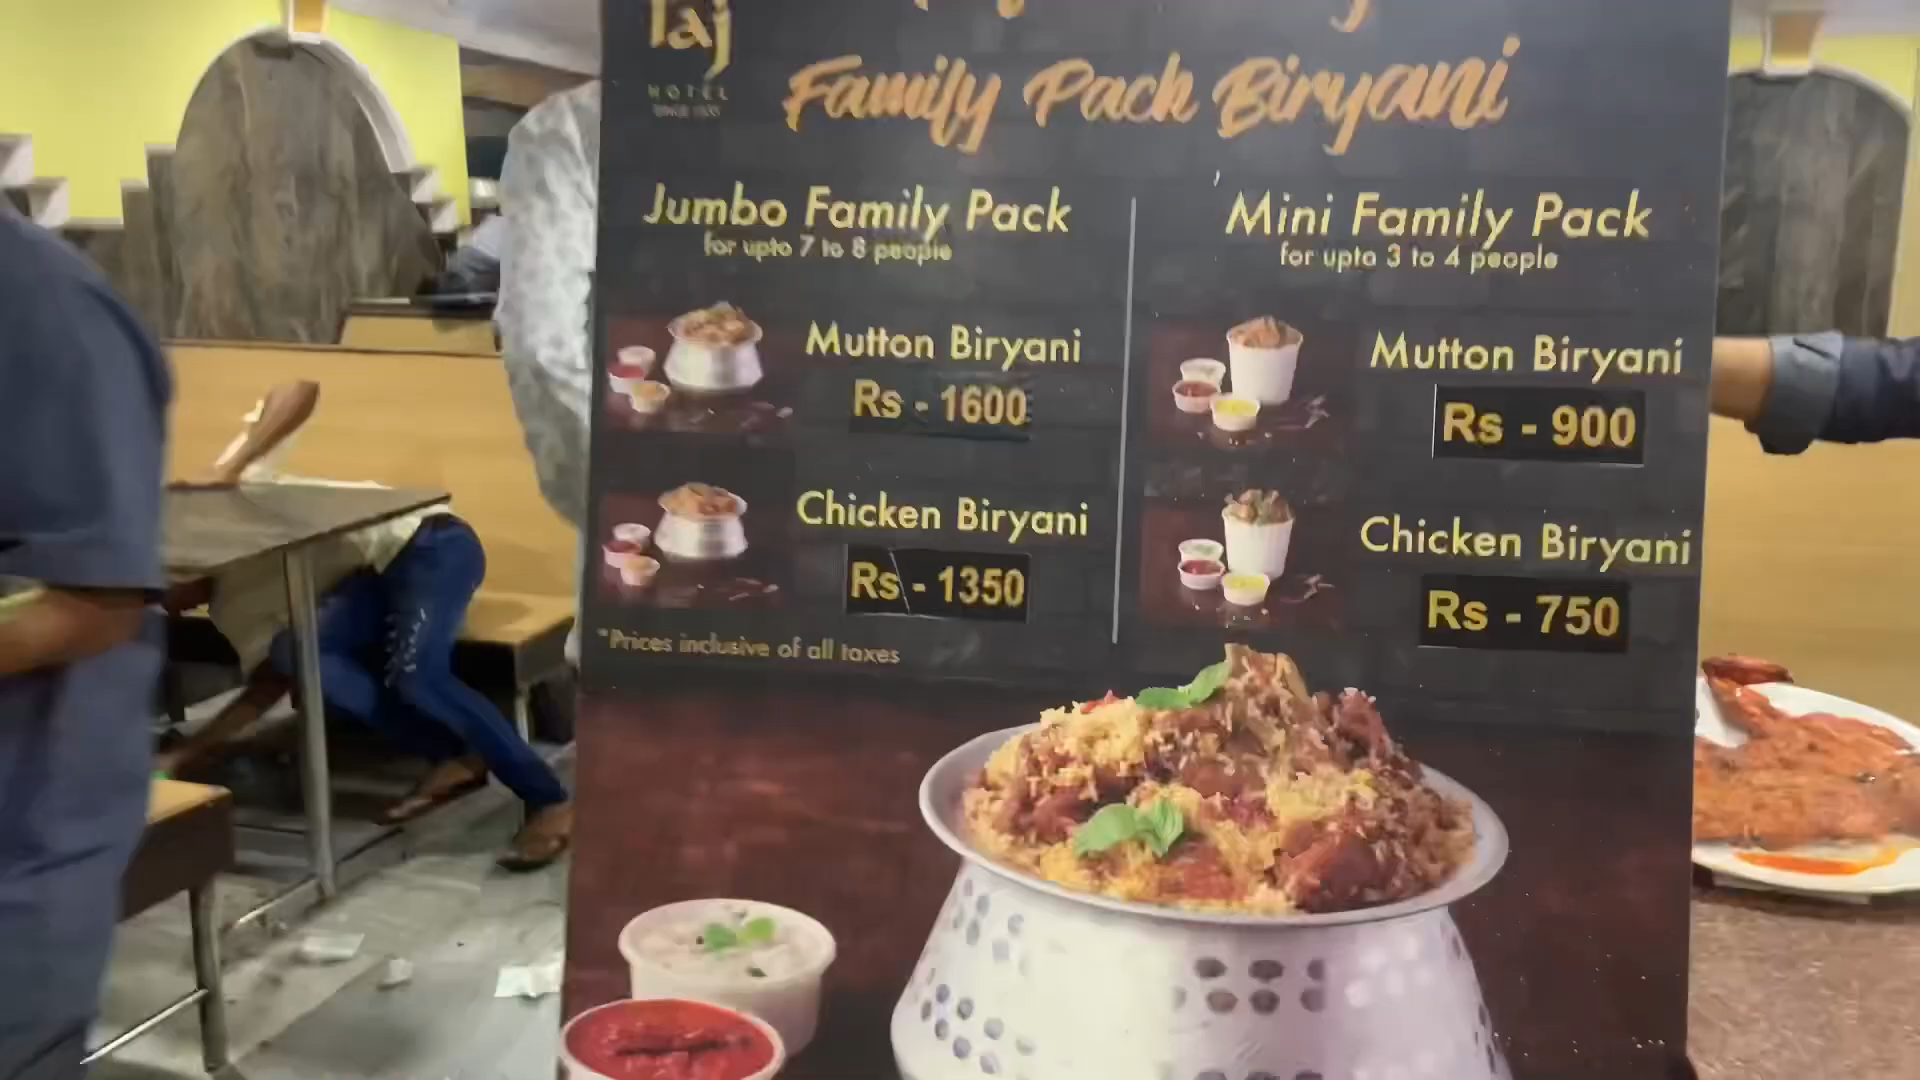 Taj
HOTEL
Family Pack Biryani
Jumbo Family Pack
for upto 7 to 8 people
Mutton Biryani
Rs - 1600
Chicken Biryani
Rs - 1350
*Prices inclusive of all taxes
Mini Family Pack
for upto 3 to 4 people
Mutton Biryani
Rs - 900
Chicken Biryani
Rs - 750